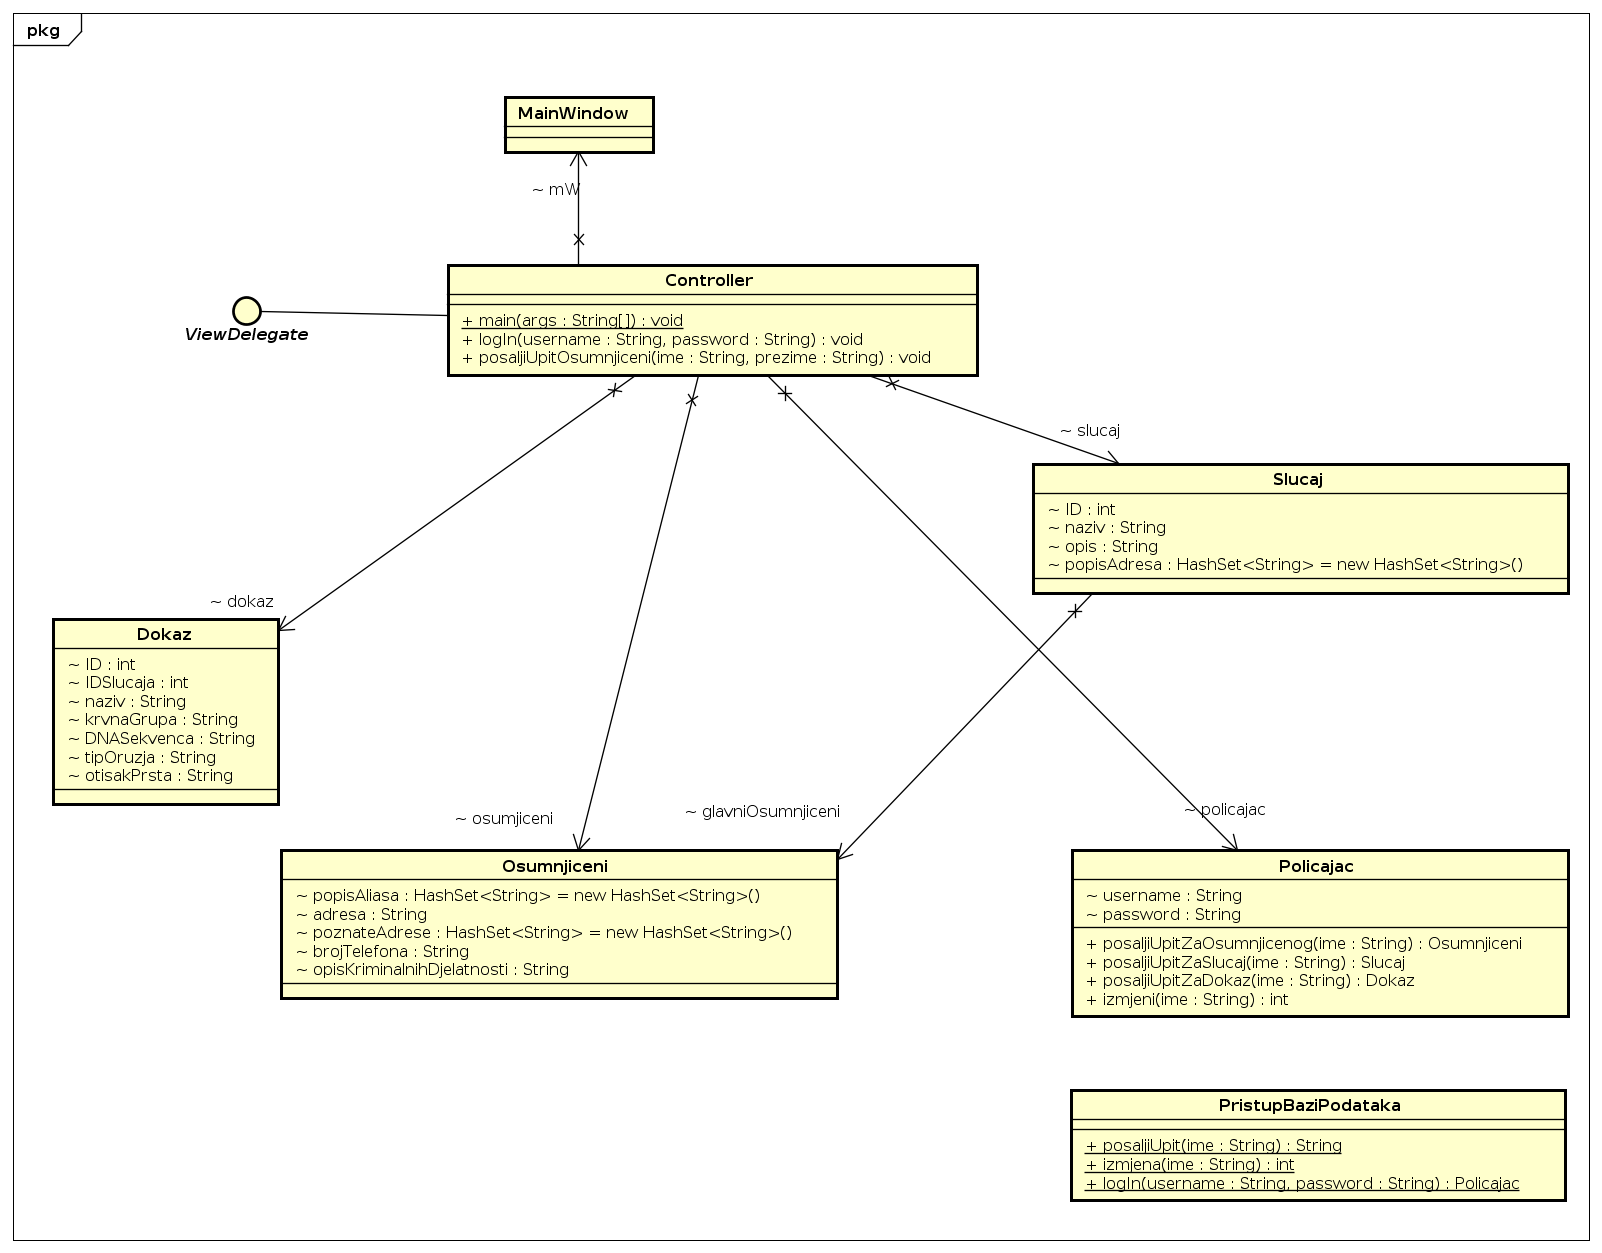 pkg
MainWindow
~ mW
Controller
+ main(args : String[]) : void
+ logIn(username : String, password : String) : void
+ posaljiUpitOsumnjiceni(ime : String, prezime : String) : void
ViewDelegate
~ slucaj
Slucaj
~ ID : int
~ naziv : String
~ opis : String
~ popisAdresa : HashSet<String> = new HashSet<String>()
~ dokaz
Dokaz
~ ID : int
~ IDSlucaja : int
~ naziv : String
~ krvnaGrupa : String
~ DNASekvenca : String
~ tipOruzja : String
~ otisakPrsta : String
~ osumjiceni
~ glavniOsumnjiceni
~ policajac
Osumnjiceni
~ popisAliasa : HashSet<String> = new HashSet<String>()
~ adresa : String
~ poznateAdrese : HashSet<String> = new HashSet<String>()
~ brojTelefona : String
~ opisKriminalnihDjelatnosti : String
Policajac
~ username : String
~ password : String
+ posaljiUpitZaOsumnjicenog(ime : String) : Osumnjiceni
+ posaljiUpitZaSlucaj(ime : String) : Slucaj
+ posaljiUpitZaDokaz(ime : String) : Dokaz
+ izmjeni(ime : String) : int
PristupBaziPodataka
+ posaljiUpit(ime : String) : String
+ izmjena(ime : String) : int
+ logIn(username : String, password : String) : Policajac